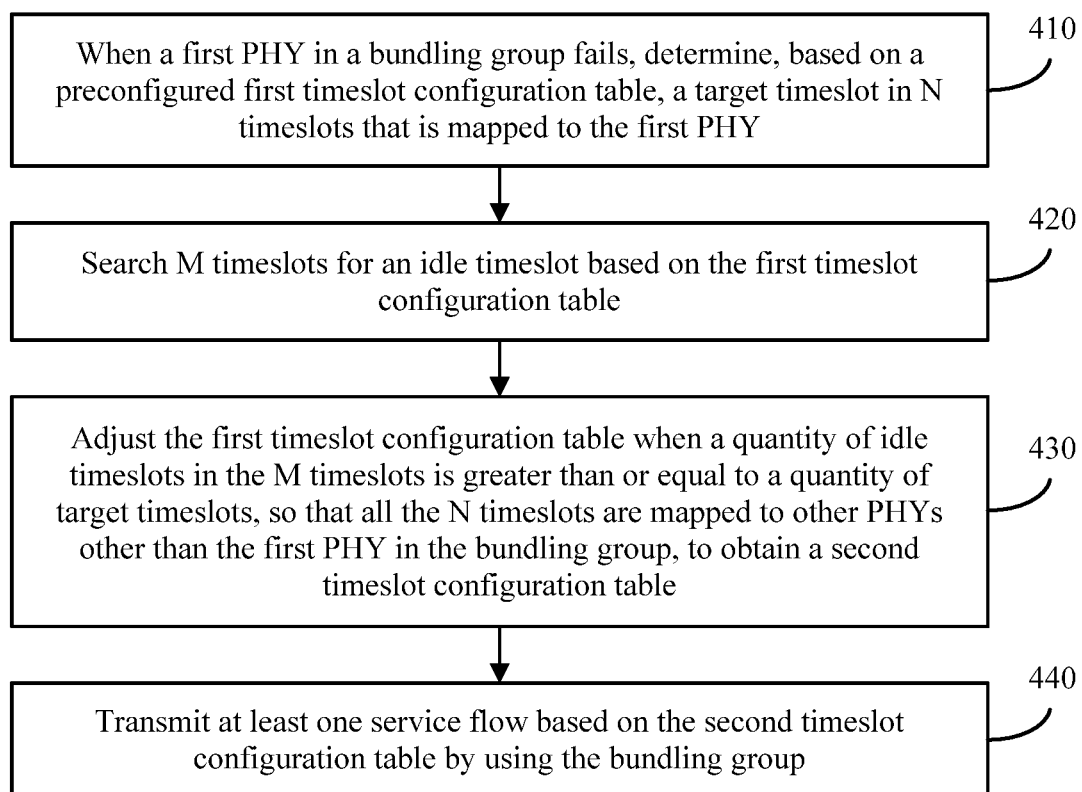 410
When a first PHY in a bundling group fails, determine, based on a
preconfigured first timeslot configuration table, a target timeslot in N
timeslots that is mapped to the first PHY
420
Search M timeslots for an idle timeslot based on the first timeslot
configuration table
430
Adjust the first timeslot configuration table when a quantity of idle
timeslots in the M timeslots is greater than or equal to a quantity of
target timeslots, so that all the N timeslots are mapped to other PHYs
other than the first PHY in the bundling group, to obtain a second
timeslot configuration table
440
Transmit at least one service flow based on the second timeslot
configuration table by using the bundling group